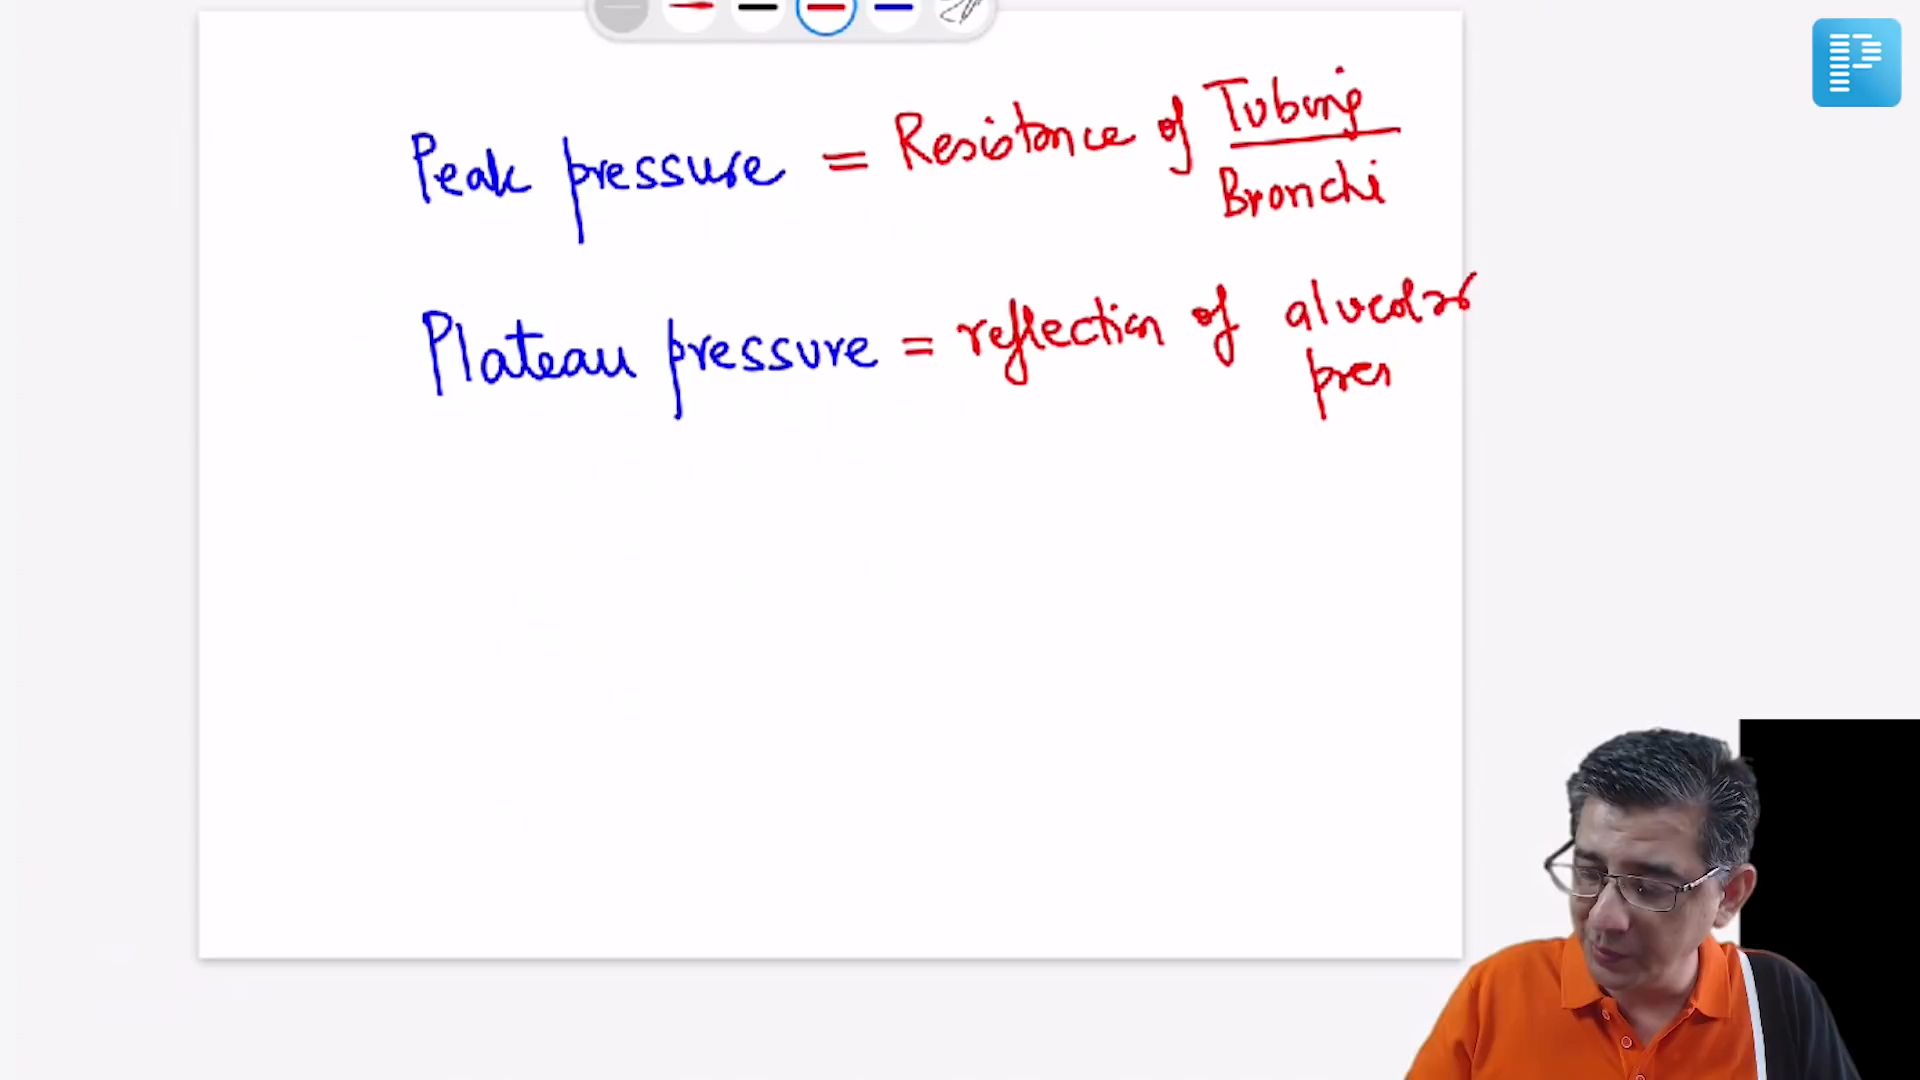 Peak pressure = Resistance of Tubing
Bronchi
Plateau pressure = reflection of alveolar
pres